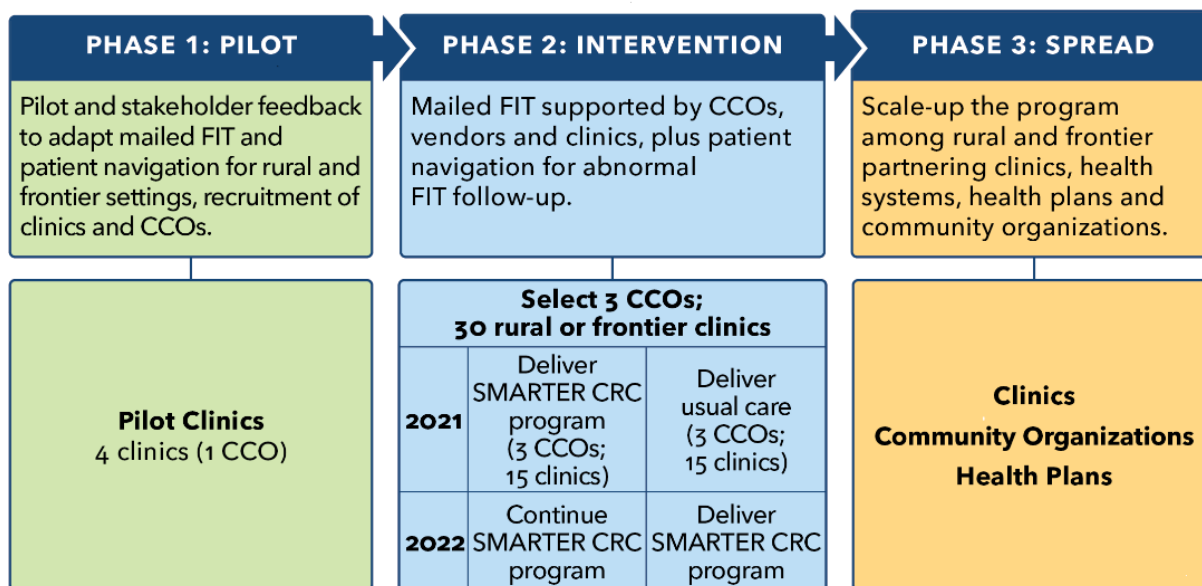 PHASE 1: PILOT
Pilot and stakeholder feedback
to adapt mailed FIT and
patient navigation for rural and
frontier settings, recruitment of
clinics and CCOs.
Pilot Clinics
4 clinics (1 CCO)
PHASE 2: INTERVENTION
Mailed FIT supported by CCOs,
vendors and clinics, plus patient
navigation for abnormal
FIT follow-up.
Select 3 CCOs;
30 rural or frontier clinics
2021
Deliver
SMARTER CRC
program
(3 CCOs;
15 clinics)
Deliver
usual care
(3 CCOs;
15 clinics)
2022
Continue
SMARTER CRC
program
Deliver
SMARTER CRC
program
PHASE 3: SPREAD
Scale-up the program
among rural and frontier
partnering clinics, health
systems, health plans and
community organizations.
Clinics
Community Organizations
Health Plans